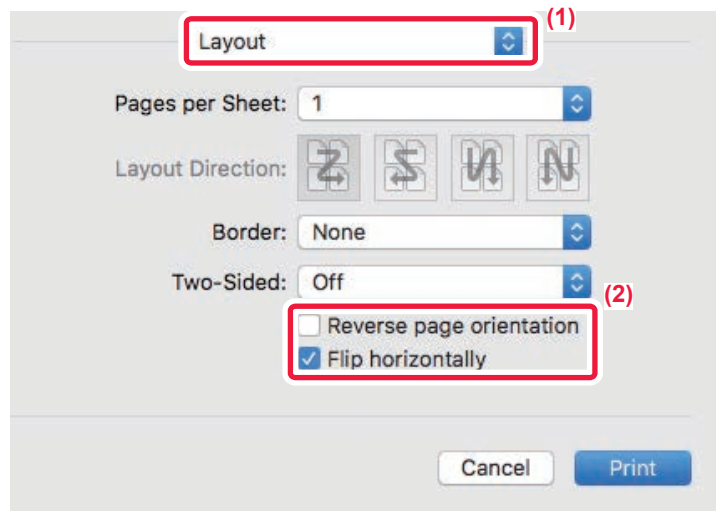 (1)
Layout
Pages per Sheet: 1
Layout Direction:
Border: None
Two-Sided: Off
(2)
Reverse page orientation
Flip horizontally
Cancel Print